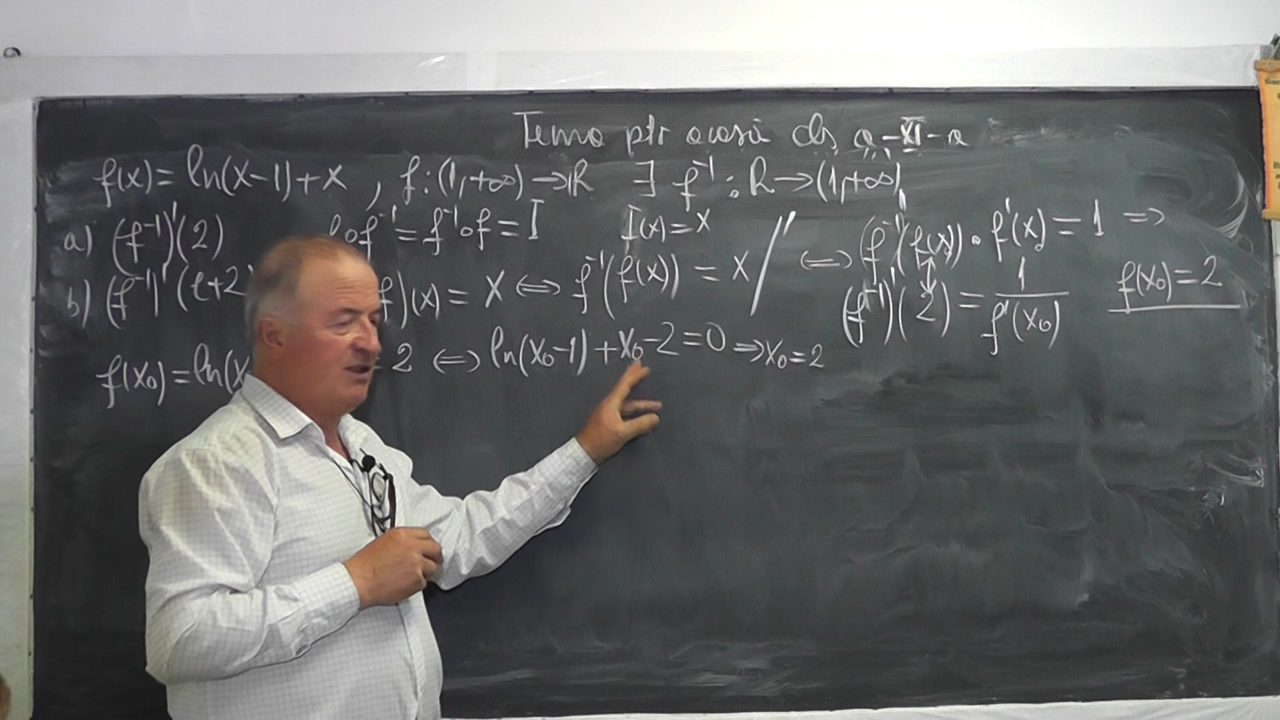 Temă ptr acasă cls a-XI-a
f(x) = ln(x-1)+x , f:(1,+∞)→R ∃ f⁻¹: R→(1,+∞)
a) (f⁻¹)'(2) f∘f⁻¹ = f⁻¹∘f = I I(x)=x ⇔ (f⁻¹)'(f(x))·f'(x)=1 ⇒
b) (f⁻¹)'(e+2 f)(x) = x ⇔ f⁻¹(f(x)) = x /' (f⁻¹)'(2) = 1/f'(x₀) f(x₀)=2
f(x₀)=ln(x = 2 ⇔ ln(x₀-1)+x₀-2=0 ⇒ x₀=2